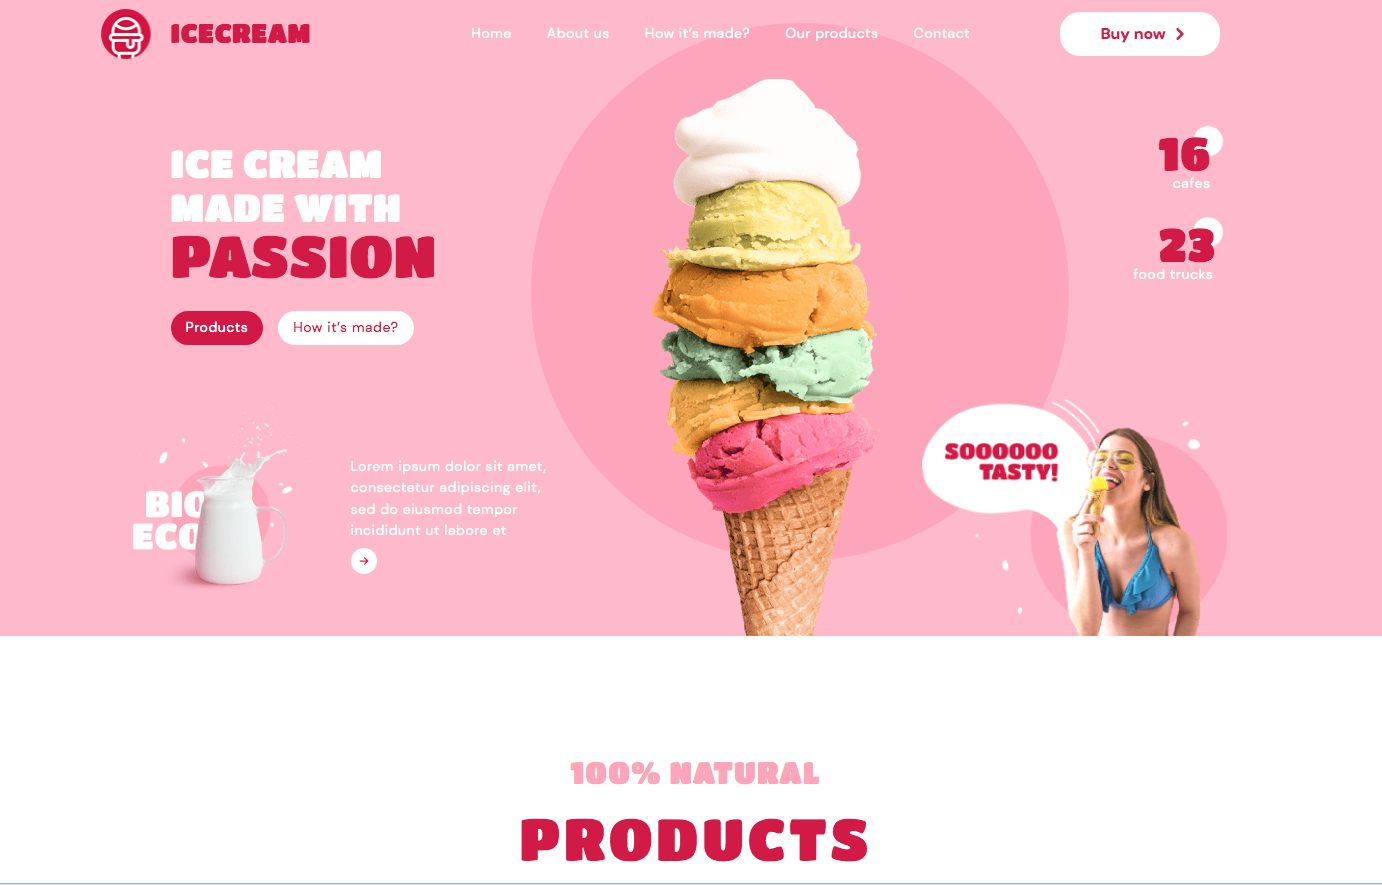 ICECREAM
Home About us How it's made? Our products Contact
Buy now
ICE CREAM
MADE WITH
PASSION
Products How it's made?
16
cafes
23
food trucks
BIO
ECO
Lorem ipsum dolor sit amet,
consectetur adipiscing elit,
sed do eiusmod tempor
incididunt ut labore et
SOOOOOO
TASTY!
100% NATURAL
PRODUCTS